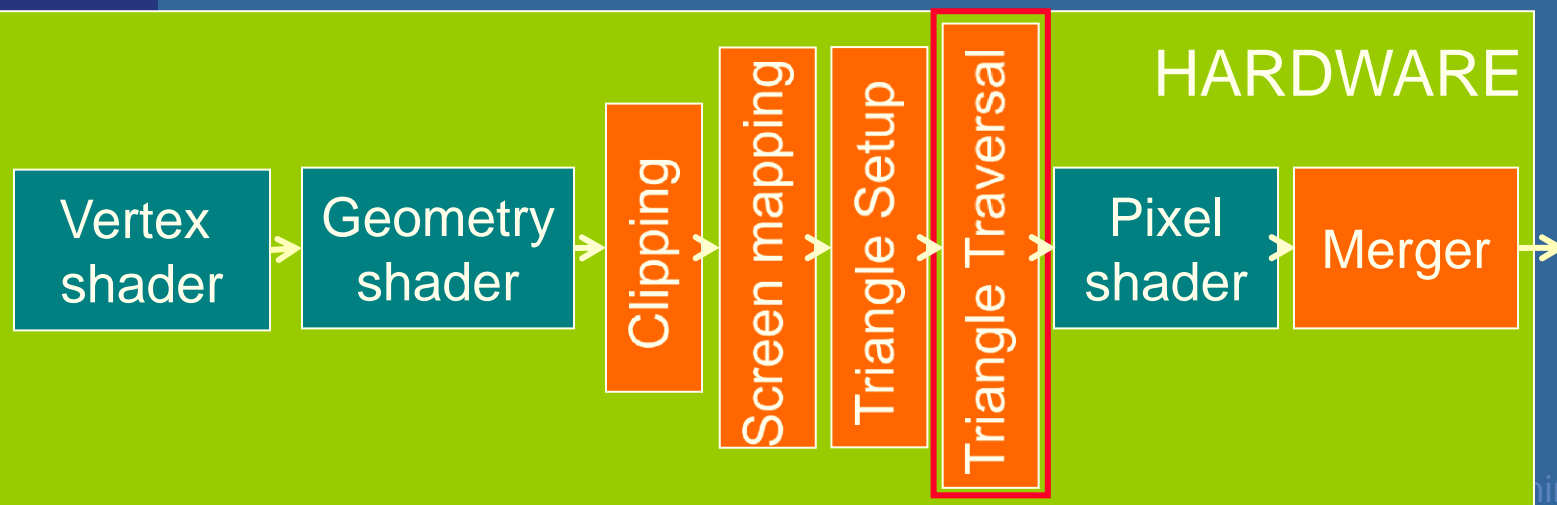 HARDWARE
Vertex
shader
Geometry
shader
Clipping
Screen mapping
Triangle Setup
Triangle Traversal
Pixel
shader
Merger